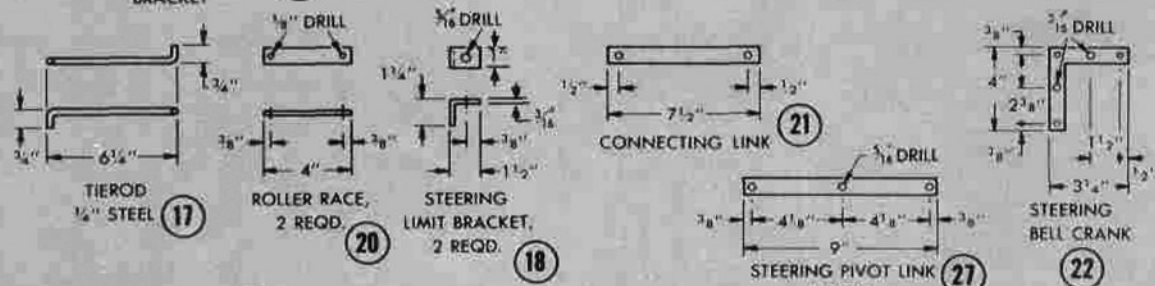 BRACKET
3/4"
3/4"
6 1/4"
TIEROD
1/4" STEEL 17
3/8" DRILL
3/8"
3/8"
4"
ROLLER RACE,
2 REQD. 20
5/16" DRILL
1 1/4"
3/16"
3/8"
1 1/2"
STEERING
LIMIT BRACKET,
2 REQD. 18
1/2"
1/2"
7 1/2"
CONNECTING LINK 21
5/16" DRILL
3/8"
4 1/8"
4 1/8"
3/8"
9"
STEERING PIVOT LINK 27
5/16 DRILL
3/8"
4"
2 3/8"
3/8"
1 1/2"
1/2"
3 1/4"
STEERING
BELL CRANK
22